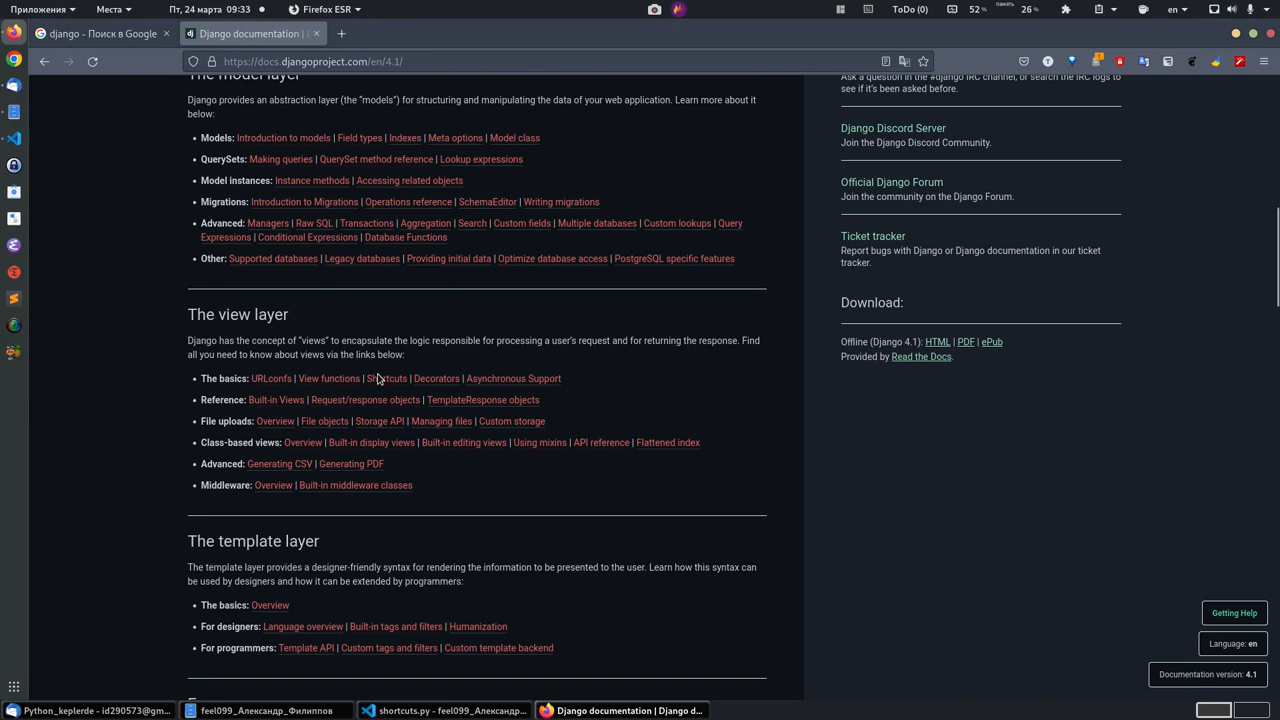 Приложения
Места
Пт, 24 марта 09:33
Firefox ESR
ToDo (0)
52 %
память
26 %
en
django - Поиск в Google
Django documentation |
https://docs.djangoproject.com/en/4.1/
The model layer
Django provides an abstraction layer (the “models”) for structuring and manipulating the data of your web application. Learn more about it
below:
• Models: Introduction to models | Field types | Indexes | Meta options | Model class
• QuerySets: Making queries | QuerySet method reference | Lookup expressions
• Model instances: Instance methods | Accessing related objects
• Migrations: Introduction to Migrations | Operations reference | SchemaEditor | Writing migrations
• Advanced: Managers | Raw SQL | Transactions | Aggregation | Search | Custom fields | Multiple databases | Custom lookups | Query
Expressions | Conditional Expressions | Database Functions
• Other: Supported databases | Legacy databases | Providing initial data | Optimize database access | PostgreSQL specific features
The view layer
Django has the concept of “views” to encapsulate the logic responsible for processing a user’s request and for returning the response. Find
all you need to know about views via the links below:
• The basics: URLconfs | View functions | Shortcuts | Decorators | Asynchronous Support
• Reference: Built-in Views | Request/response objects | TemplateResponse objects
• File uploads: Overview | File objects | Storage API | Managing files | Custom storage
• Class-based views: Overview | Built-in display views | Built-in editing views | Using mixins | API reference | Flattened index
• Advanced: Generating CSV | Generating PDF
• Middleware: Overview | Built-in middleware classes
The template layer
The template layer provides a designer-friendly syntax for rendering the information to be presented to the user. Learn how this syntax can
be used by designers and how it can be extended by programmers:
• The basics: Overview
• For designers: Language overview | Built-in tags and filters | Humanization
• For programmers: Template API | Custom tags and filters | Custom template backend
Ask a question in the #django IRC channel, or search the IRC logs to
see if it’s been asked before.
Django Discord Server
Join the Django Discord Community.
Official Django Forum
Join the community on the Django Forum.
Ticket tracker
Report bugs with Django or Django documentation in our ticket
tracker.
Download:
Offline (Django 4.1): HTML | PDF | ePub
Provided by Read the Docs.
Getting Help
Language: en
Documentation version: 4.1
Python_keplerde - id290573@gm...
feel099_Александр_Филиппов
shortcuts.py - feel099_Александр...
Django documentation | Django d...